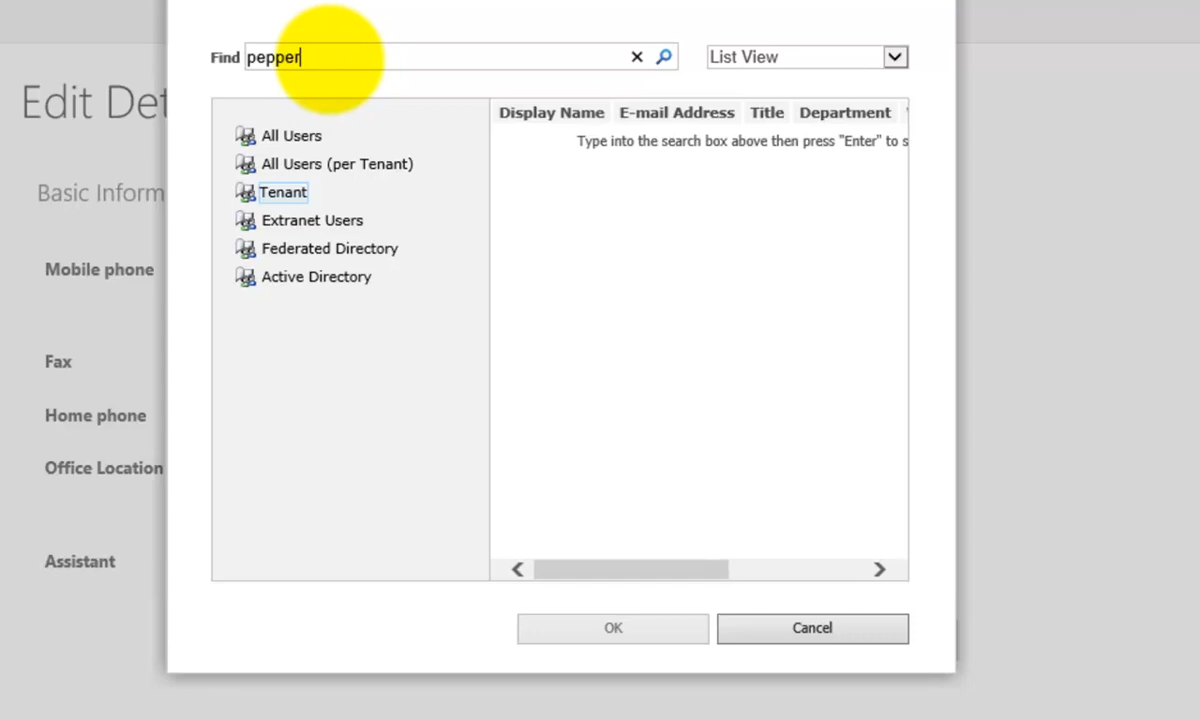 Find pepper
List View
Edit Det
Display Name E-mail Address Title Department
Type into the search box above then press "Enter" to s
All Users
All Users (per Tenant)
Tenant
Extranet Users
Federated Directory
Active Directory
Basic Inform
Mobile phone
Fax
Home phone
Office Location
Assistant
OK
Cancel